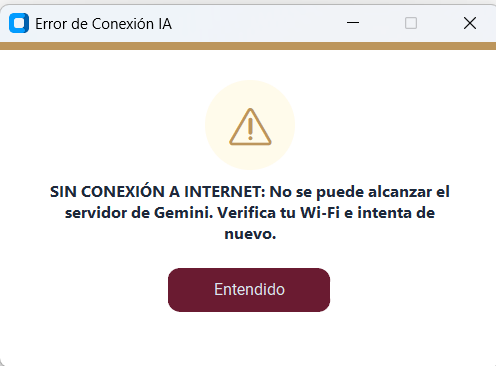 Error de Conexión IA
SIN CONEXIÓN A INTERNET: No se puede alcanzar el
servidor de Gemini. Verifica tu Wi-Fi e intenta de
nuevo.
Entendido